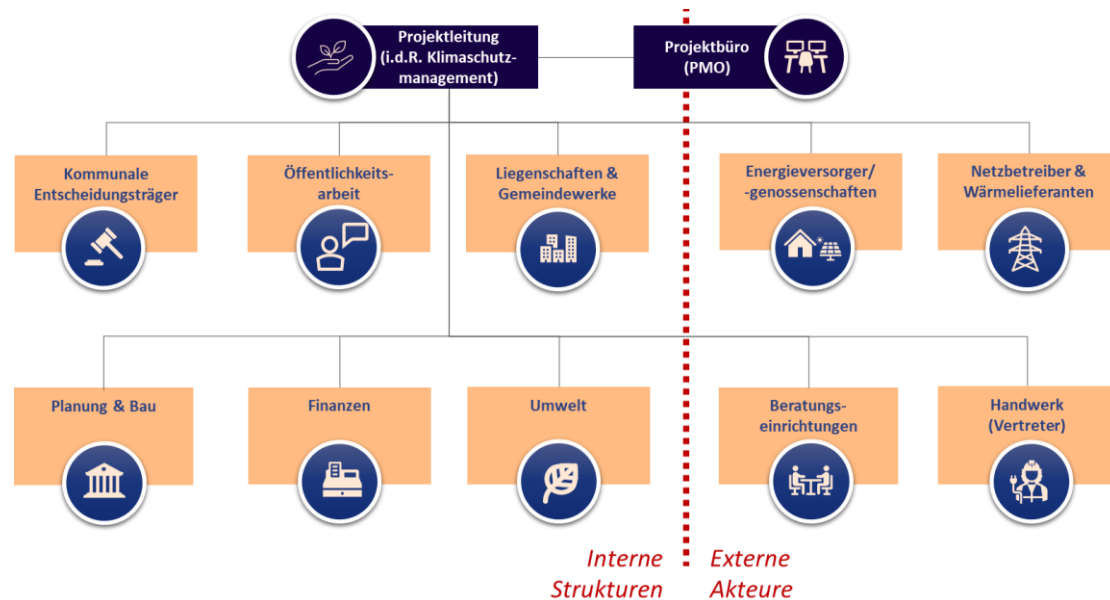 Projektleitung
(i.d.R. Klimaschutz-
management)
Projektbüro
(PMO)
Kommunale
Entscheidungsträger
Öffentlichkeits-
arbeit
Liegenschaften &
Gemeindewerke
Energieversorger/
-genossenschaften
Netzbetreiber &
Wärmelieferanten
Planung & Bau
Finanzen
Umwelt
Beratungs-
einrichtungen
Handwerk
(Vertreter)
Interne
Strukturen
Externe
Akteure